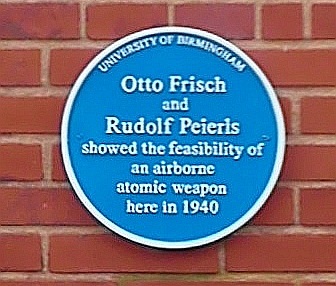 UNIVERSITY OF BIRMINGHAM
Otto Frisch
and
Rudolf Peierls
showed the feasibility of
an airborne
atomic weapon
here in 1940